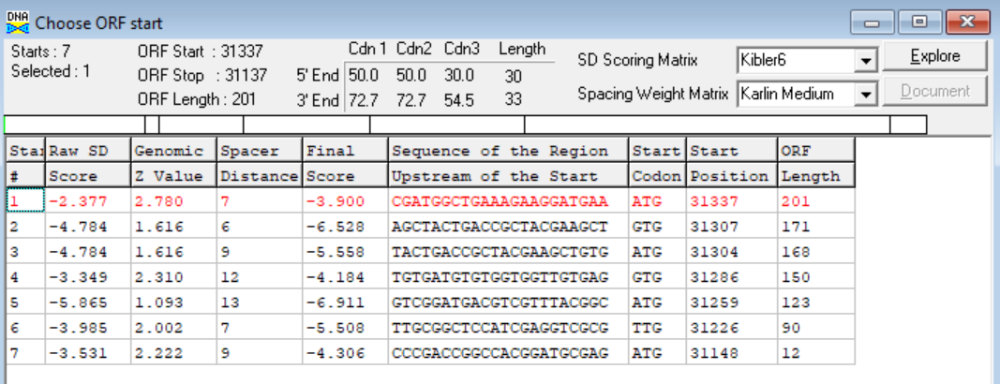 DNA Choose ORF start
Starts : 7 ORF Start : 31337 Cdn 1 Cdn2 Cdn3 Length SD Scoring Matrix Kibler6 Explore
Selected : 1 ORF Stop : 31137 5' End 50.0 50.0 30.0 30 Spacing Weight Matrix Karlin Medium Document
ORF Length : 201 3' End 72.7 72.7 54.5 33
Star Raw SD Genomic Spacer Final Sequence of the Region Start Start ORF
# Score Z Value Distance Score Upstream of the Start Codon Position Length
1 -2.377 2.780 7 -3.900 CGATGGCTGAAAGAAGGATGAA ATG 31337 201
2 -4.784 1.616 6 -6.528 AGCTACTGACCGCTACGAAGCT GTG 31307 171
3 -4.784 1.616 9 -5.558 TACTGACCGCTACGAAGCTGTG ATG 31304 168
4 -3.349 2.310 12 -4.184 TGTGATGTGTGGTGGTTGTGAG GTG 31286 150
5 -5.865 1.093 13 -6.911 GTCGGATGACGTCGTTTACGGC ATG 31259 123
6 -3.985 2.002 7 -5.508 TTGCGGCTCCATCGAGGTCGCG TTG 31226 90
7 -3.531 2.222 9 -4.306 CCCGACCGGCCACGGATGCGAG ATG 31148 12